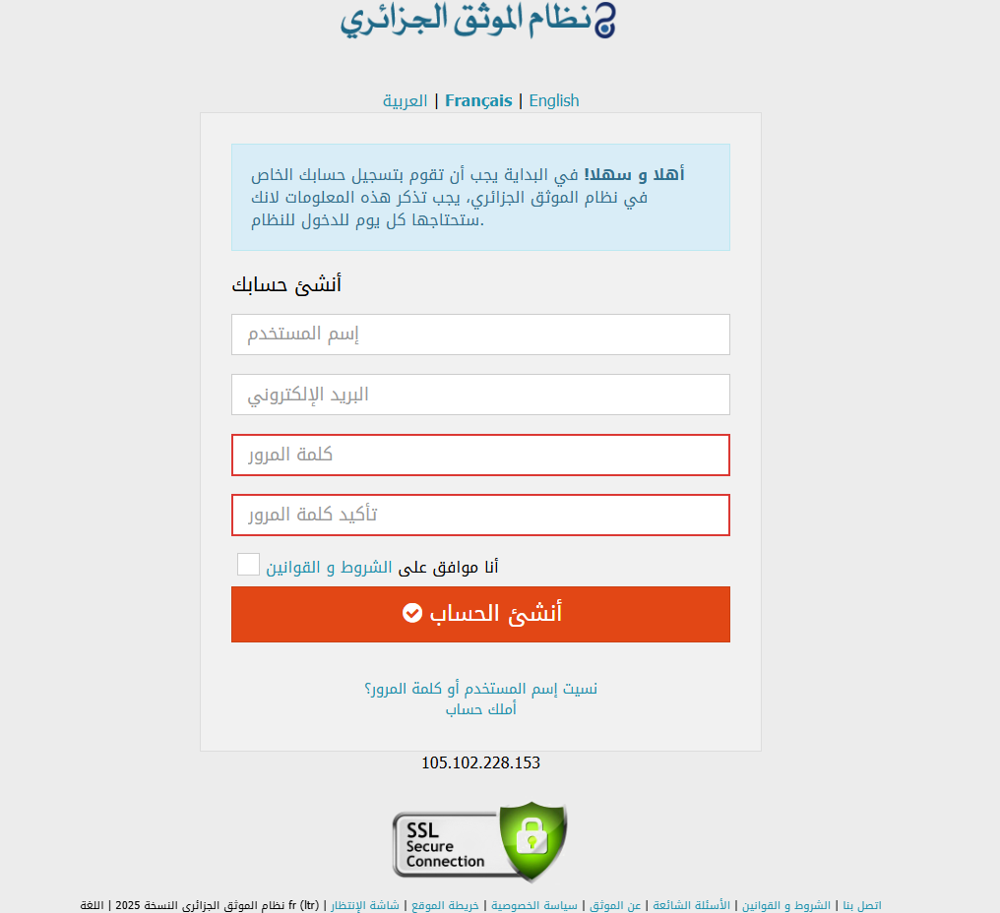 نظام الموثق الجزائري
العربية | Français | English
أهلا و سهلا! في البداية يجب أن تقوم بتسجيل حسابك الخاص
في نظام الموثق الجزائري، يجب تذكر هذه المعلومات لانك
ستحتاجها كل يوم للدخول للنظام.
أنشئ حسابك
إسم المستخدم
البريد الإلكتروني
كلمة المرور
تأكيد كلمة المرور
أنا موافق على الشروط و القوانين
أنشئ الحساب
نسيت إسم المستخدم أو كلمة المرور؟
أملك حساب
105.102.228.153
SSL
Secure
Connection
اتصل بنا | الشروط و القوانين | الأسئلة الشائعة | عن الموثق | سياسة الخصوصية | خريطة الموقع | شاشة الإنتظار | fr (ltr) نظام الموثق الجزائري النسخة 2025 | اللغة